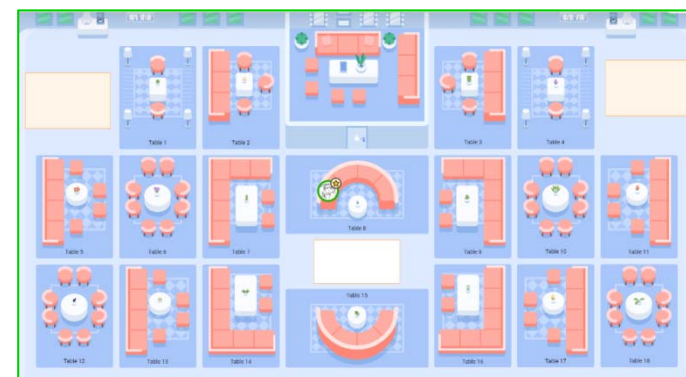 Table 1
Table 2
Table 3
Table 4
Table 5
Table 6
Table 7
Table 8
Table 9
Table 10
Table 11
Table 12
Table 13
Table 14
Table 15
Table 16
Table 17
Table 18